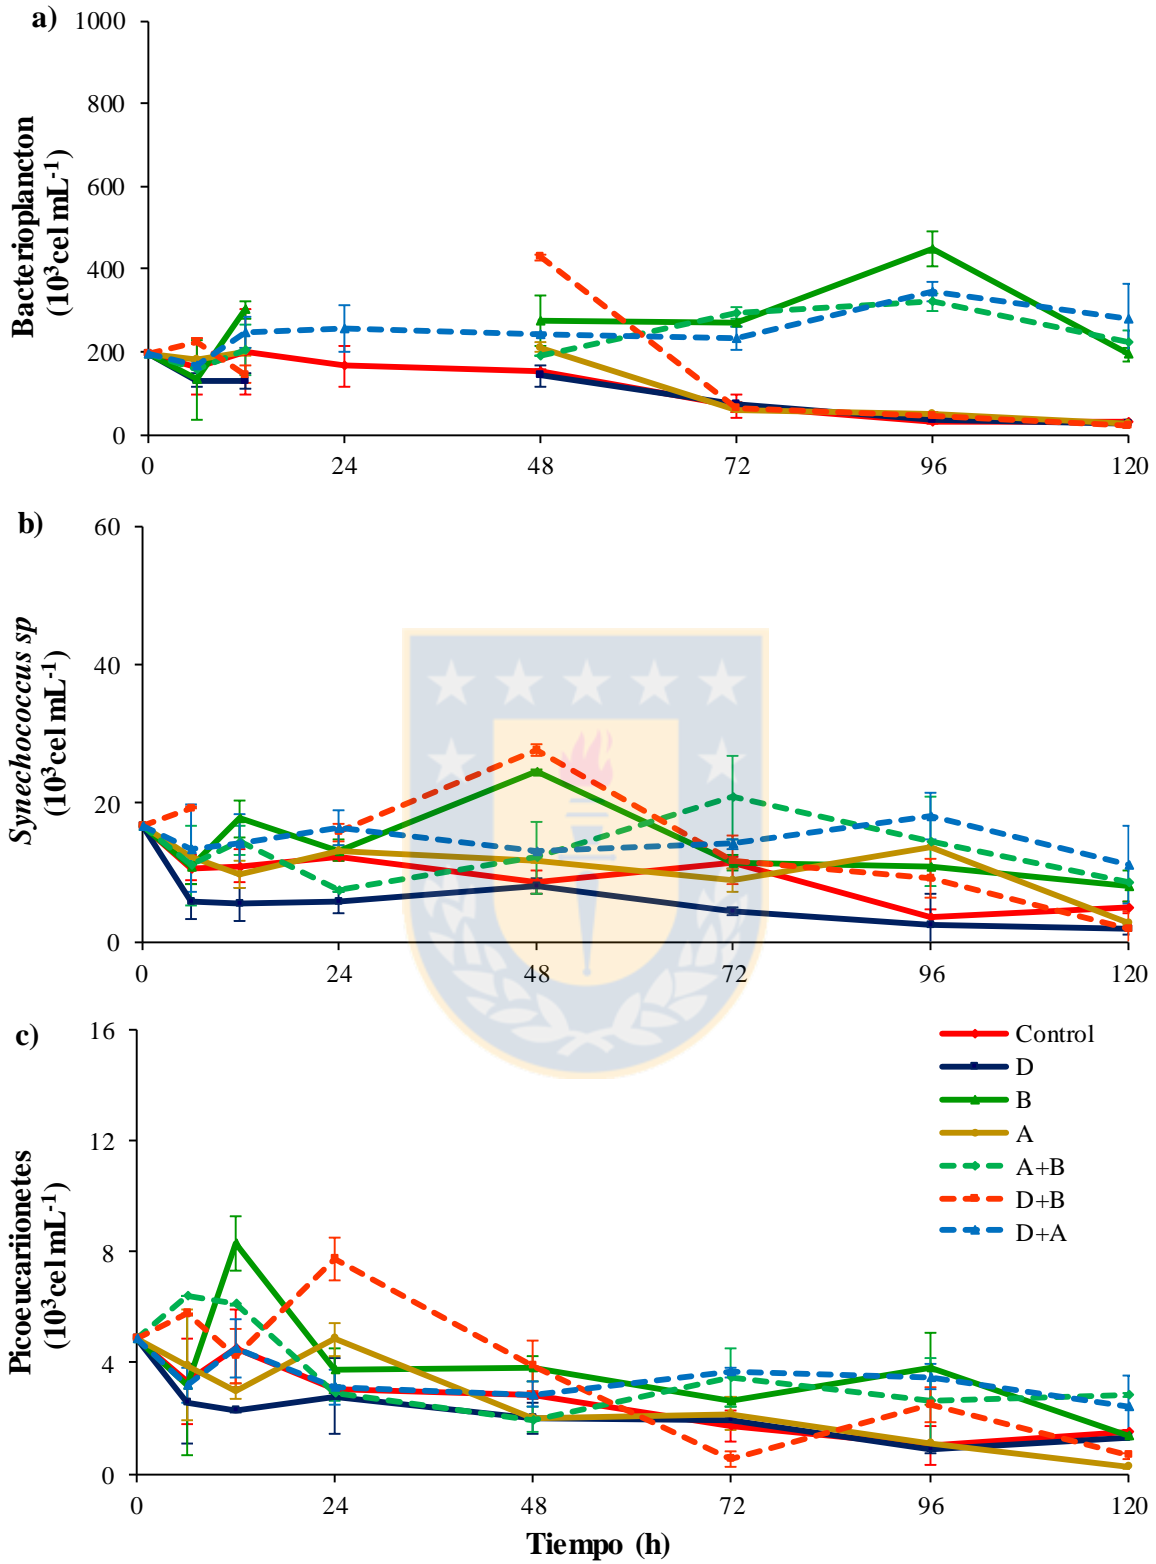 a)
1000
800
600
400
200
0
0 24 48 72 96 120
Bacterioplancton
(10³cel mL⁻¹)
b)
60
40
20
0
0 24 48 72 96 120
Synechococcus sp
(10³cel mL⁻¹)
c)
16
12
8
4
0
0 24 48 72 96 120
Picoeucariionetes
(10³cel mL⁻¹)
Control
D
B
A
A+B
D+B
D+A
Tiempo (h)